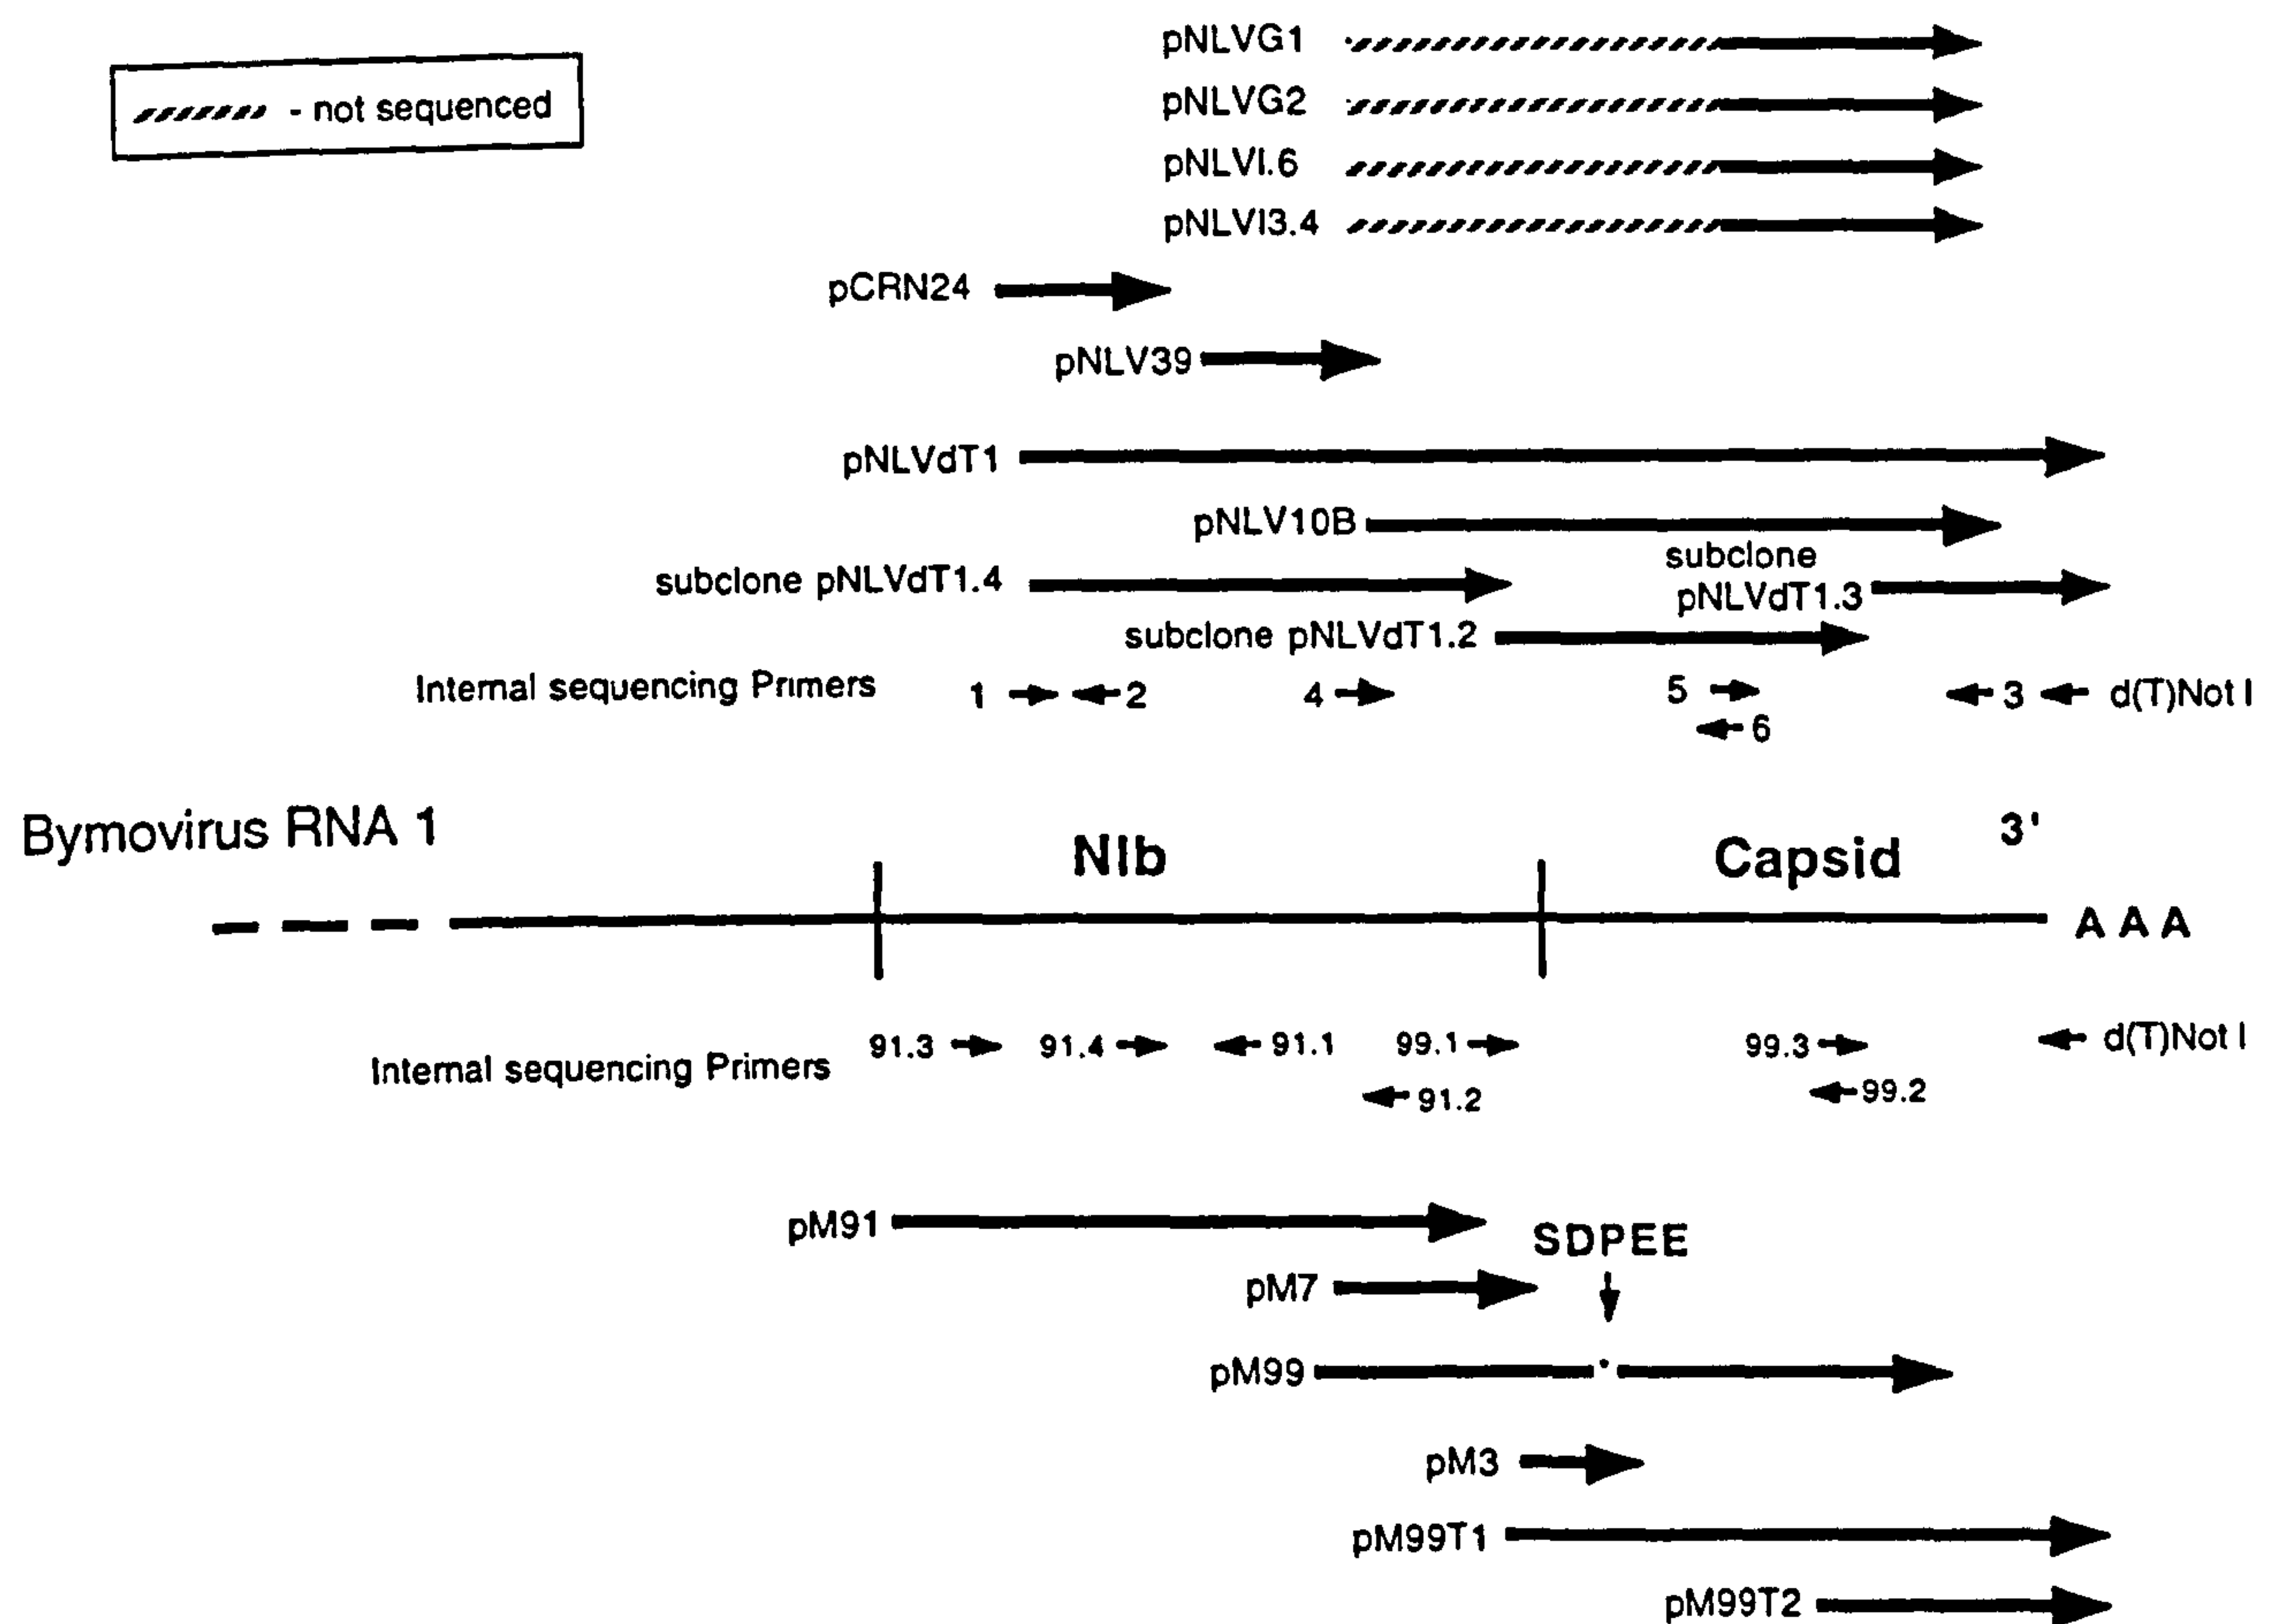 pNLVG1
- not sequenced
pNLVG2
pNLVI.6
pNLVI3.4
pCRN24
pNLV39
pNLVdT1
pNLV10B
subclone
subclone pNLVdT1.4
pNLVdT1.3
subclone pNLVdT1.2
Internal sequencing Primers 1 2 4 5 3 d(T)Not I
6
Bymovirus RNA 1
NIb Capsid 3'
A A A
91.3 91.4 91.1 99.1 99.3 d(T)Not I
Internal sequencing Primers
91.2 99.2
pM91
SDPEE
pM7
pM99
pM3
pM99T1
pM99T2